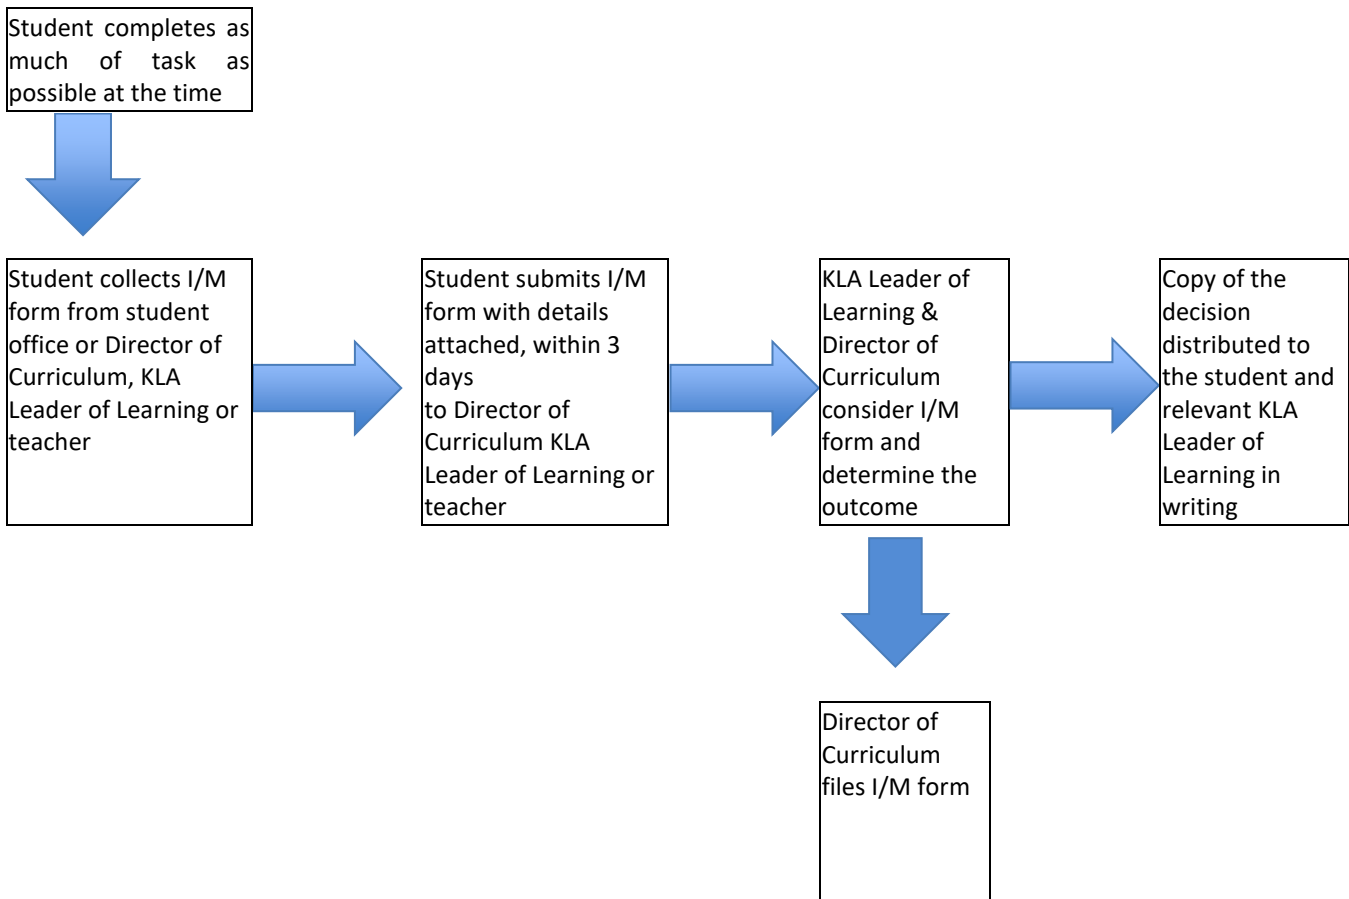 Student completes as
much of task as
possible at the time
Student collects I/M
form from student
office or Director of
Curriculum, KLA
Leader of Learning or
teacher
Student submits I/M
form with details
attached, within 3
days
to Director of
Curriculum KLA
Leader of Learning or
teacher
KLA Leader of
Learning &
Director of
Curriculum
consider I/M
form and
determine the
outcome
Copy of the
decision
distributed to
the student and
relevant KLA
Leader of
Learning in
writing
Director of
Curriculum
files I/M form